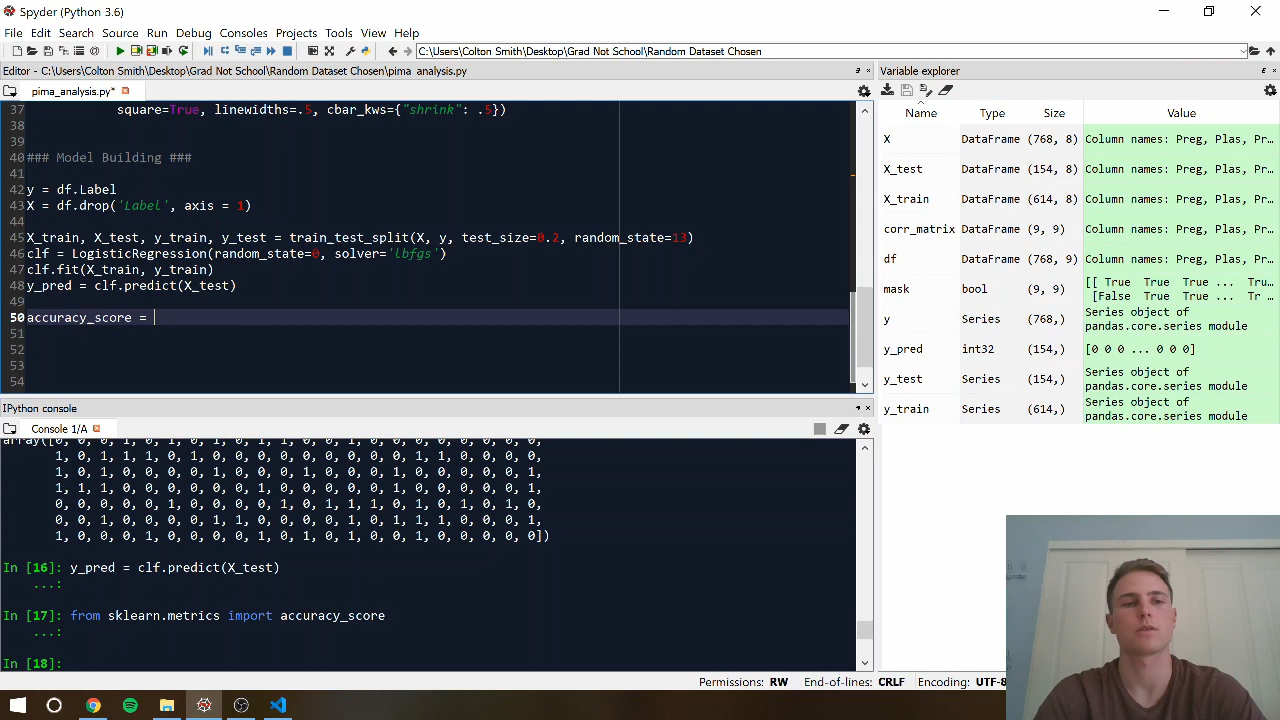 Spyder (Python 3.6)
File Edit Search Source Run Debug Consoles Projects Tools View Help
C:\Users\Colton Smith\Desktop\Grad Not School\Random Dataset Chosen
Editor - C:\Users\Colton Smith\Desktop\Grad Not School\Random Dataset Chosen\pima_analysis.py
pima_analysis.py*
37 square=True, linewidths=.5, cbar_kws={"shrink": .5})
38
39
40 ### Model Building ###
41
42 y = df.Label
43 X = df.drop('Label', axis = 1)
44
45 X_train, X_test, y_train, y_test = train_test_split(X, y, test_size=0.2, random_state=13)
46 clf = LogisticRegression(random_state=0, solver='lbfgs')
47 clf.fit(X_train, y_train)
48 y_pred = clf.predict(X_test)
49
50 accuracy_score =
51
52
53
54
Variable explorer
Name Type Size Value
X DataFrame (768, 8) Column names: Preg, Plas, Pr…
X_test DataFrame (154, 8) Column names: Preg, Plas, Pr…
X_train DataFrame (614, 8) Column names: Preg, Plas, Pr…
corr_matrix DataFrame (9, 9) Column names: Preg, Plas, Pr…
df DataFrame (768, 9) Column names: Preg, Plas, Pr…
mask bool (9, 9) [[ True True True ... Tru…
[False True True ... Tr …
y Series (768,) Series object of
pandas.core.series module
y_pred int32 (154,) [0 0 0 ... 0 0 0]
y_test Series (154,) Series object of
pandas.core.series module
y_train Series (614,) Series object of
pandas.core.series module
IPython console
Console 1/A
array([0, 0, 0, 1, 0, 1, 0, 1, 0, 1, 1, 0, 0, 1, 0, 0, 0, 0, 0, 0, 0,
1, 0, 1, 1, 1, 0, 1, 0, 0, 0, 0, 0, 0, 0, 0, 1, 1, 0, 0, 0, 0,
1, 0, 1, 0, 0, 0, 1, 0, 0, 0, 1, 0, 0, 0, 1, 0, 0, 0, 0, 1,
1, 1, 1, 0, 0, 0, 0, 1, 0, 0, 0, 0, 0, 1, 0, 0, 0, 0, 0, 1,
0, 0, 0, 0, 1, 0, 0, 0, 0, 1, 0, 1, 1, 1, 0, 1, 0, 1, 0, 1, 0,
0, 0, 1, 0, 0, 0, 1, 1, 0, 0, 0, 0, 1, 0, 1, 1, 1, 0, 0, 0, 1,
1, 0, 0, 0, 1, 0, 0, 0, 0, 1, 0, 1, 0, 1, 0, 0, 1, 0, 0, 0, 0, 0])
In [16]: y_pred = clf.predict(X_test)
...:
In [17]: from sklearn.metrics import accuracy_score
...:
In [18]:
Permissions: RW End-of-lines: CRLF Encoding: UTF-8